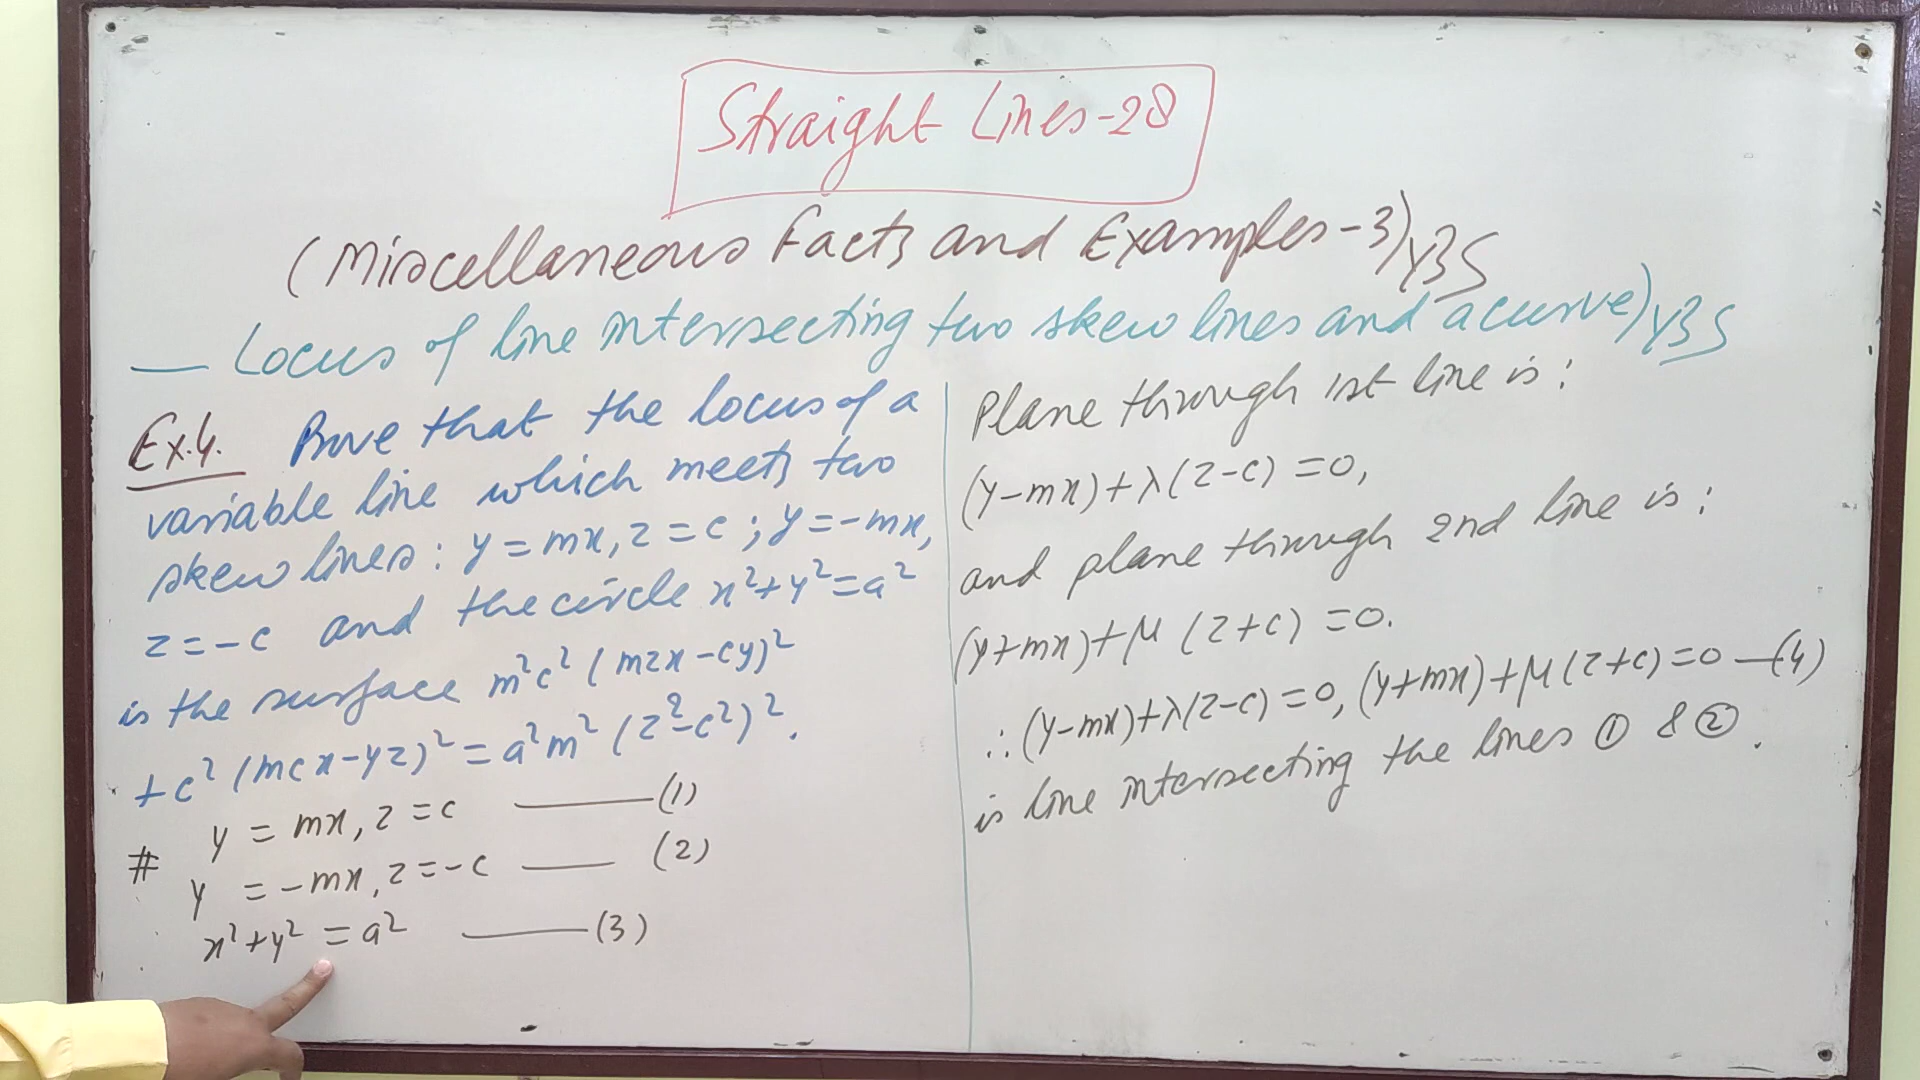 Straight Lines-28
(Miscellaneous Facts and Examples-3)
— Locus of line intersecting two skew lines and a curve)
Ex.4. Prove that the locus of a
variable line which meets two
skew lines: y=mx, z=c; y=-mx,
z=-c and the circle x²+y²=a²
is the surface m²c²(mzx-cy)²
+c²(mcx-yz)²=a²m²(z²-c²)².
# y = mx, z=c ——(1)
y = -mx, z=-c —— (2)
x²+y² = a² ——(3)
Plane through 1st line is:
(y-mx)+λ(z-c)=0,
and plane through 2nd line is:
(y+mx)+μ(z+c)=0.
∴ (y-mx)+λ(z-c)=0, (y+mx)+μ(z+c)=0 —(4)
is line intersecting the lines ① & ②.